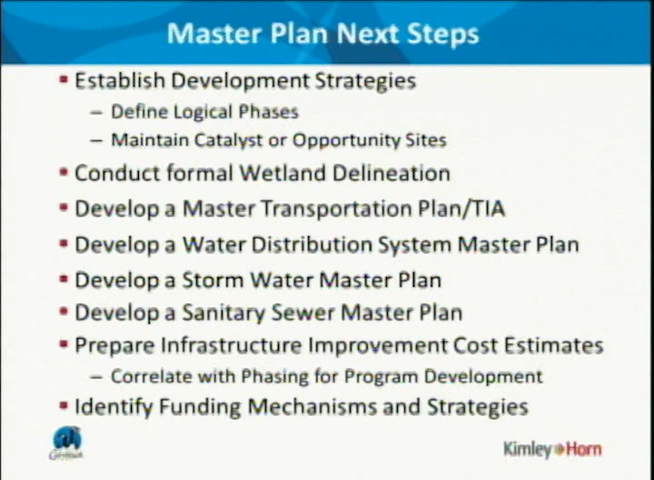 Master Plan Next Steps
▪ Establish Development Strategies
– Define Logical Phases
– Maintain Catalyst or Opportunity Sites
▪ Conduct formal Wetland Delineation
▪ Develop a Master Transportation Plan/TIA
▪ Develop a Water Distribution System Master Plan
▪ Develop a Storm Water Master Plan
▪ Develop a Sanitary Sewer Master Plan
▪ Prepare Infrastructure Improvement Cost Estimates
– Correlate with Phasing for Program Development
▪ Identify Funding Mechanisms and Strategies
Kimley Horn